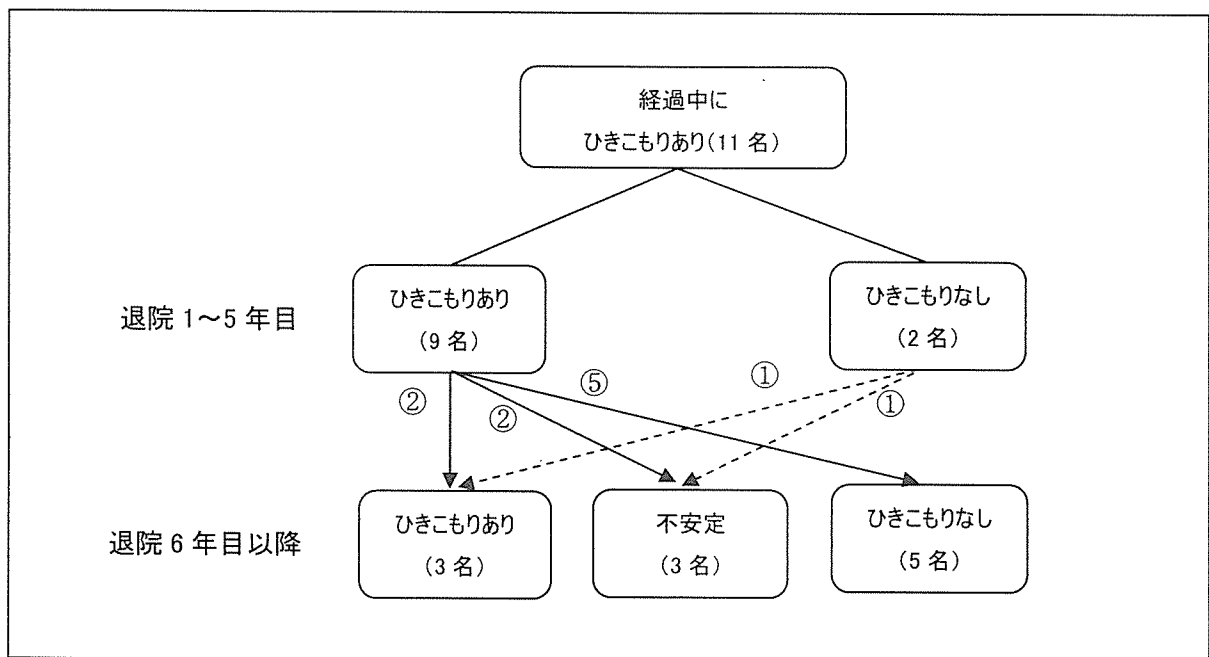 経過中に
ひきこもりあり(11 名)
退院 1～5 年目
ひきこもりあり
(9 名)
ひきこもりなし
(2 名)
② ② ⑤ ① ①
退院 6 年目以降
ひきこもりあり
(3 名)
不安定
(3 名)
ひきこもりなし
(5 名)